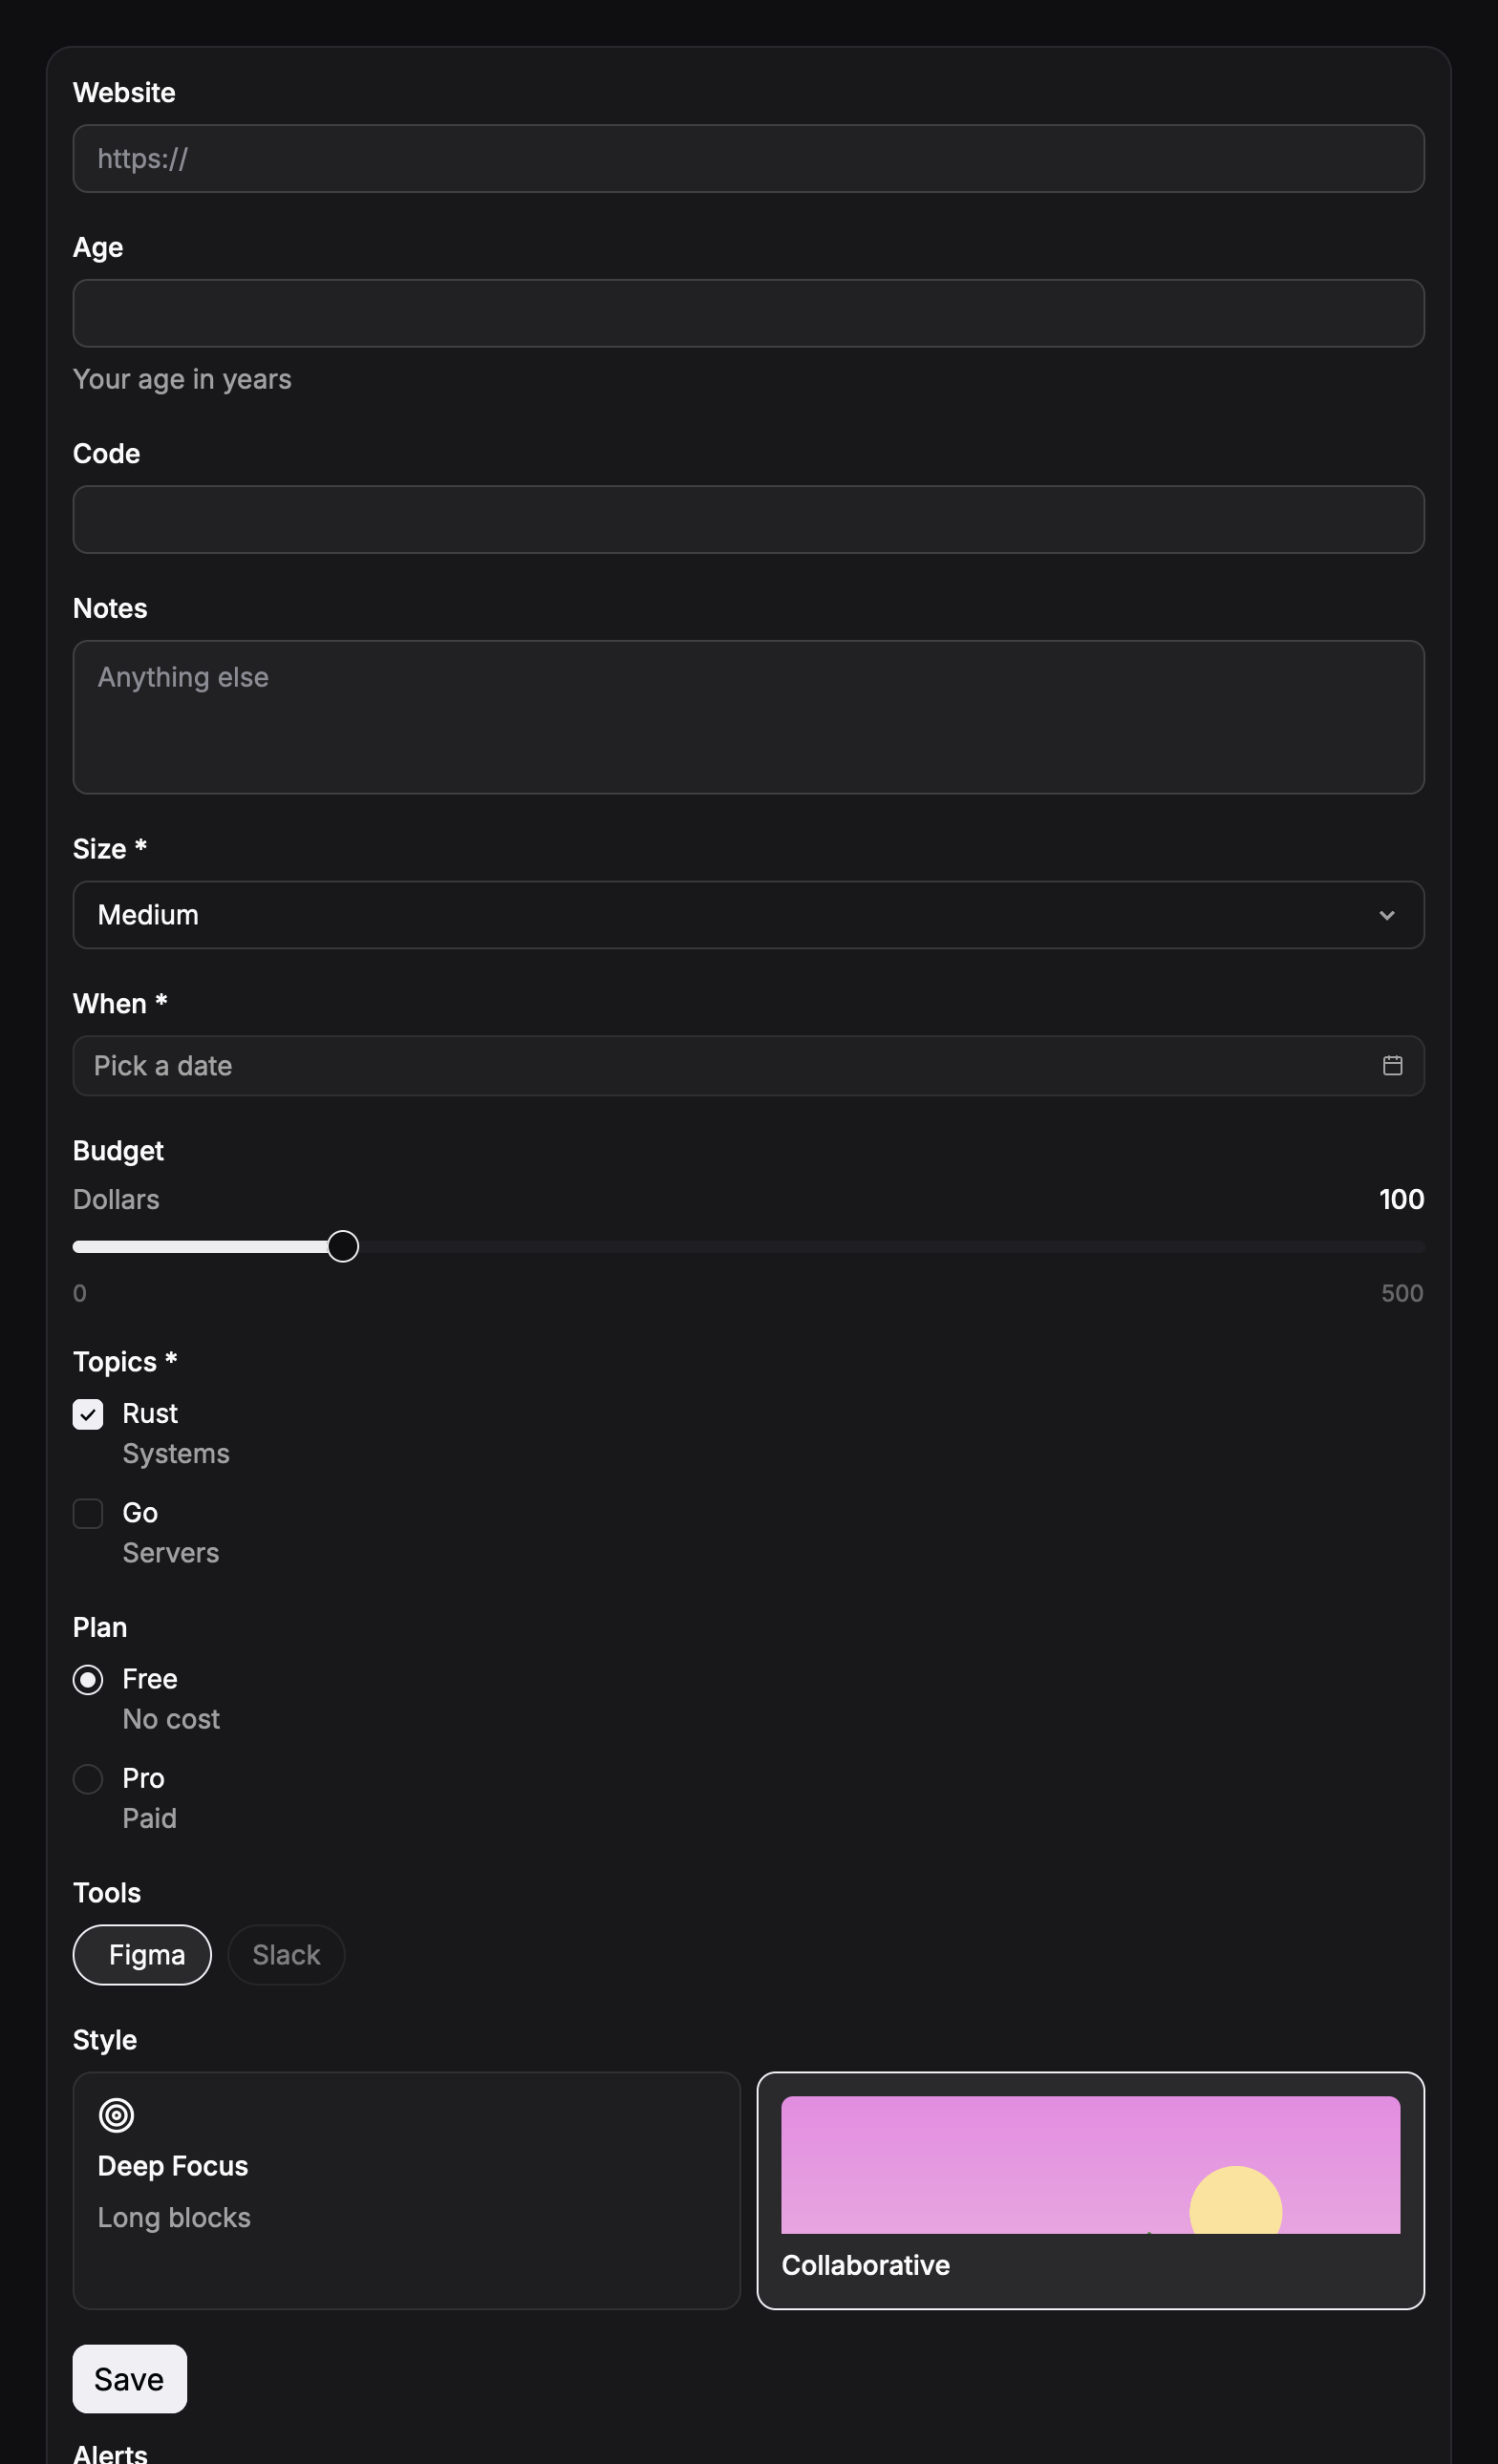 Website
https://
Age
Your age in years
Code
Notes
Anything else
Size *
Medium
When *
Pick a date
Budget
Dollars 100
0 500
Topics *
Rust
Systems
Go
Servers
Plan
Free
No cost
Pro
Paid
Tools
Figma Slack
Style
Deep Focus
Long blocks
Collaborative
Save
Alerts